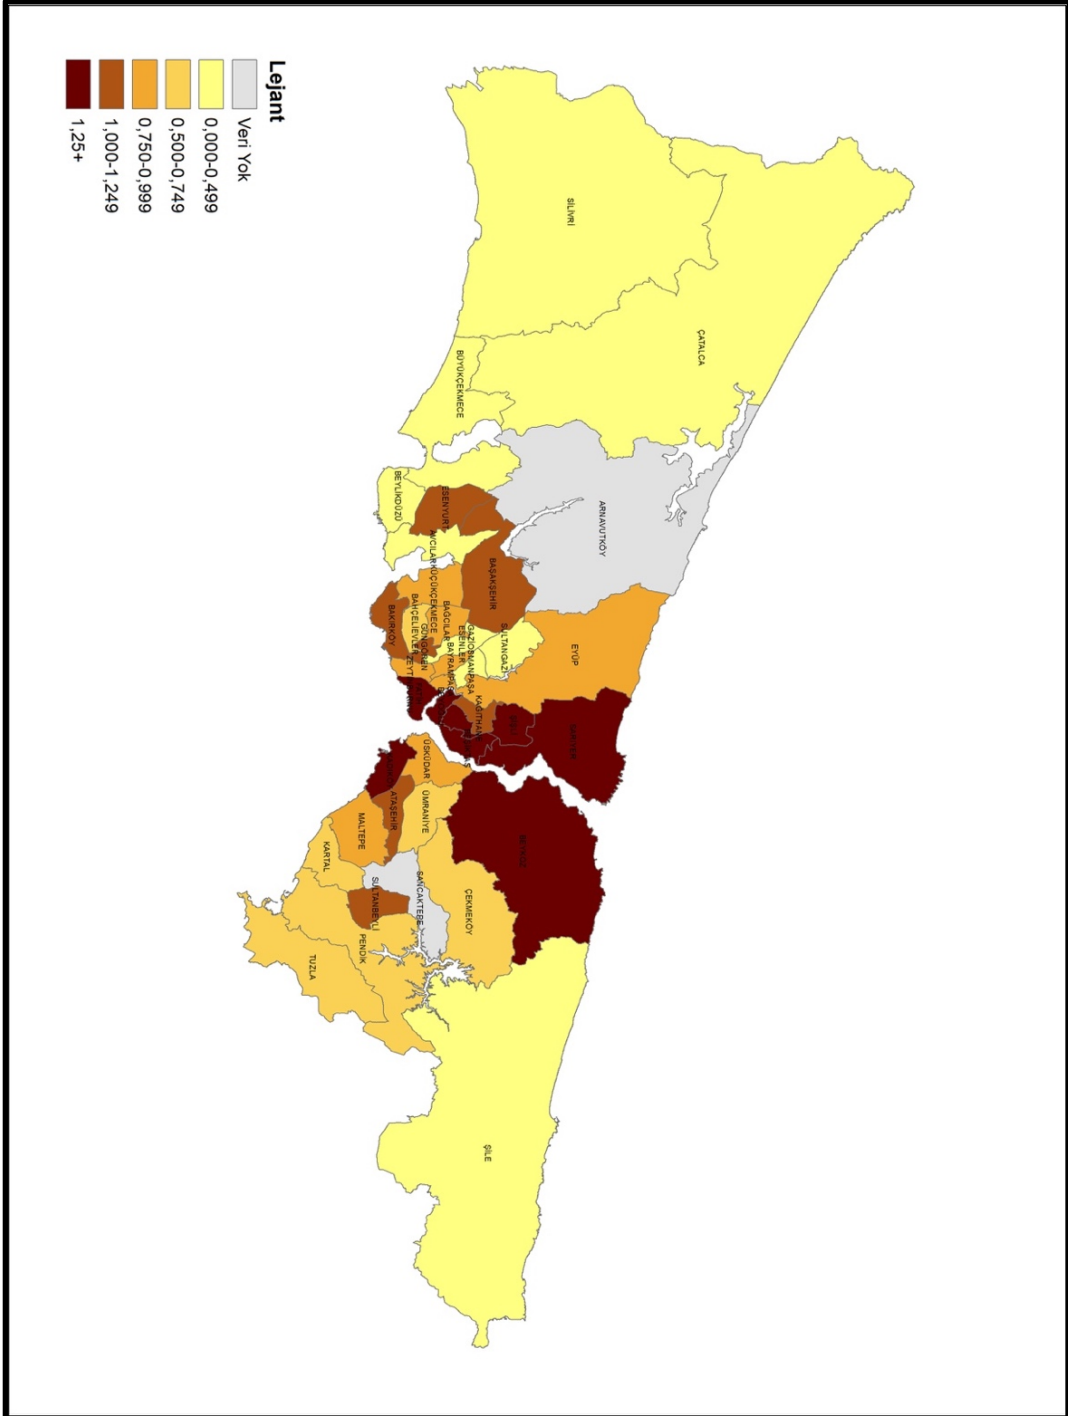 Lejant
Veri Yok
0,000-0,499
0,500-0,749
0,750-0,999
1,000-1,249
1,25+
SİLİVRİ
ÇATALCA
BÜYÜKÇEKMECE
ARNAVUTKÖY
BEYLİKDÜZÜ
ESENYURT
AVCILAR
KÜÇÜKÇEKMECE
BAŞAKŞEHİR
BAKIRKÖY
BAHÇELİEVLER
BAĞCILAR
GÜNGÖREN
ESENLER
GAZİOSMANPAŞA
SULTANGAZİ
EYÜP
SARIYER
ŞİŞLİ
ÜSKÜDAR
ÜMRANİYE
ATAŞEHİR
MALTEPE
KARTAL
BEYKOZ
ÇEKMEKÖY
SANCAKTEPE
SULTANBEYLİ
PENDİK
TUZLA
ŞİLE